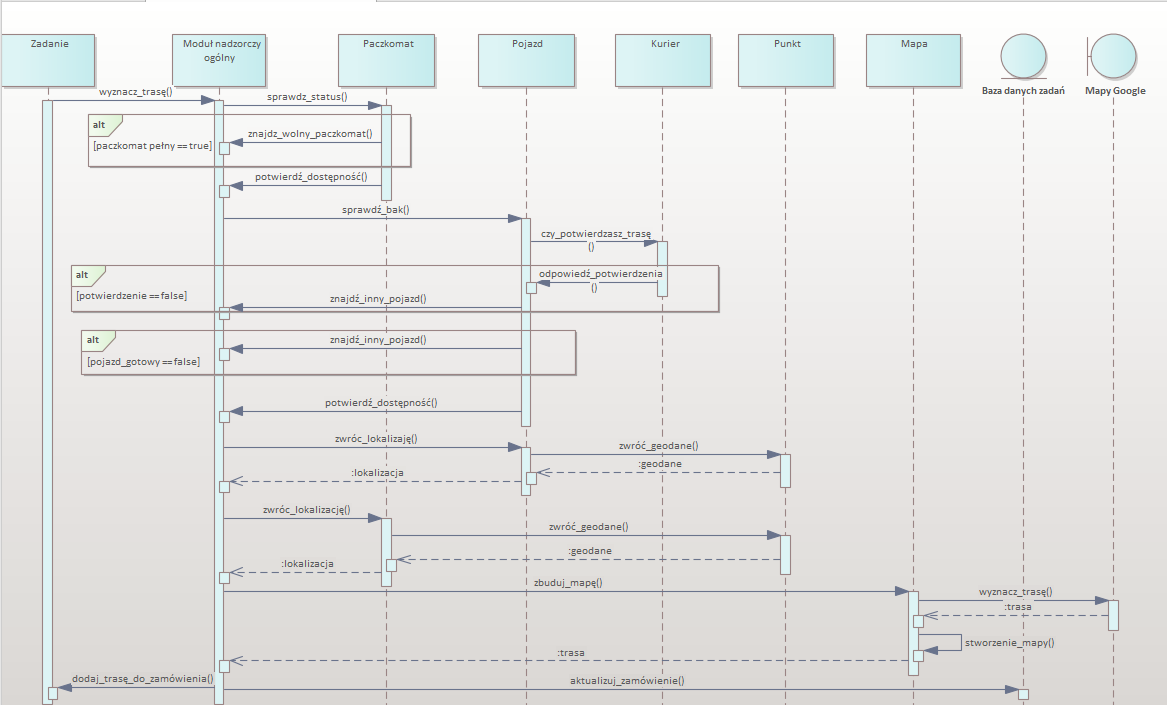 Zadanie
Moduł nadzorczy
ogólny
Paczkomat
Pojazd
Kurier
Punkt
Mapa
Baza danych zadań
Mapy Google
wyznacz_trasę()
sprawdz_status()
alt
[paczkomat pełny == true]
znajdz_wolny_paczkomat()
potwierdź_dostępność()
sprawdź_bak()
czy_potwierdzasz_trasę
()
alt
[potwierdzenie == false]
odpowiedź_potwierdzenia
()
znajdź_inny_pojazd()
alt
[pojazd_gotowy == false]
znajdź_inny_pojazd()
potwierdź_dostępność()
zwróc_lokalizaję()
zwróć_geodane()
:geodane
:lokalizacja
zwróc_lokalizację()
zwróć_geodane()
:geodane
:lokalizacja
zbuduj_mapę()
wyznacz_trasę()
:trasa
stworzenie_mapy()
:trasa
dodaj_trasę_do_zamówienia()
aktualizuj_zamówienie()